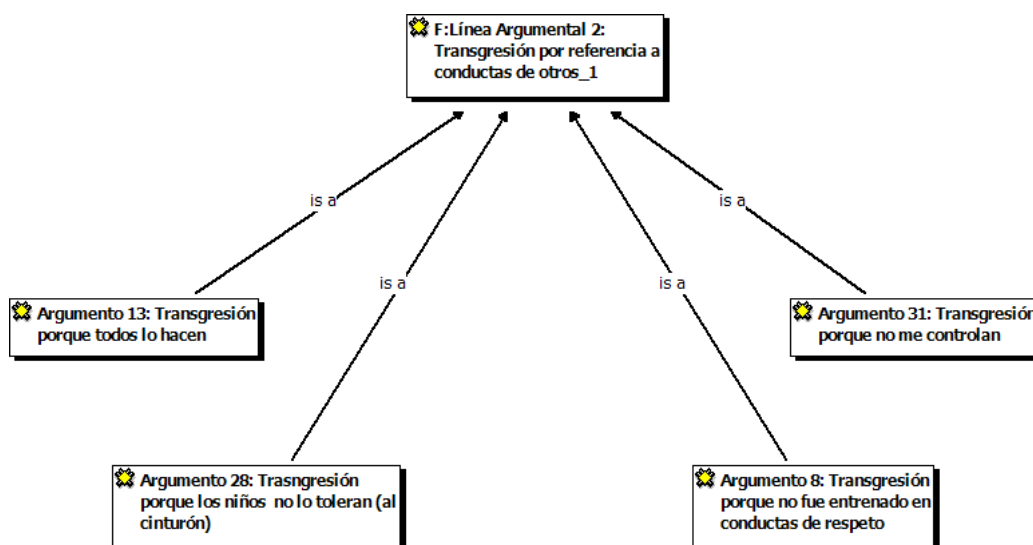 F:Línea Argumental 2:
Transgresión por referencia a
conductas de otros_1
is a
is a
is a
is a
Argumento 13: Transgresión
porque todos lo hacen
Argumento 31: Transgresión
porque no me controlan
Argumento 28: Trasngresión
porque los niños no lo toleran (al
cinturón)
Argumento 8: Transgresión
porque no fue entrenado en
conductas de respeto